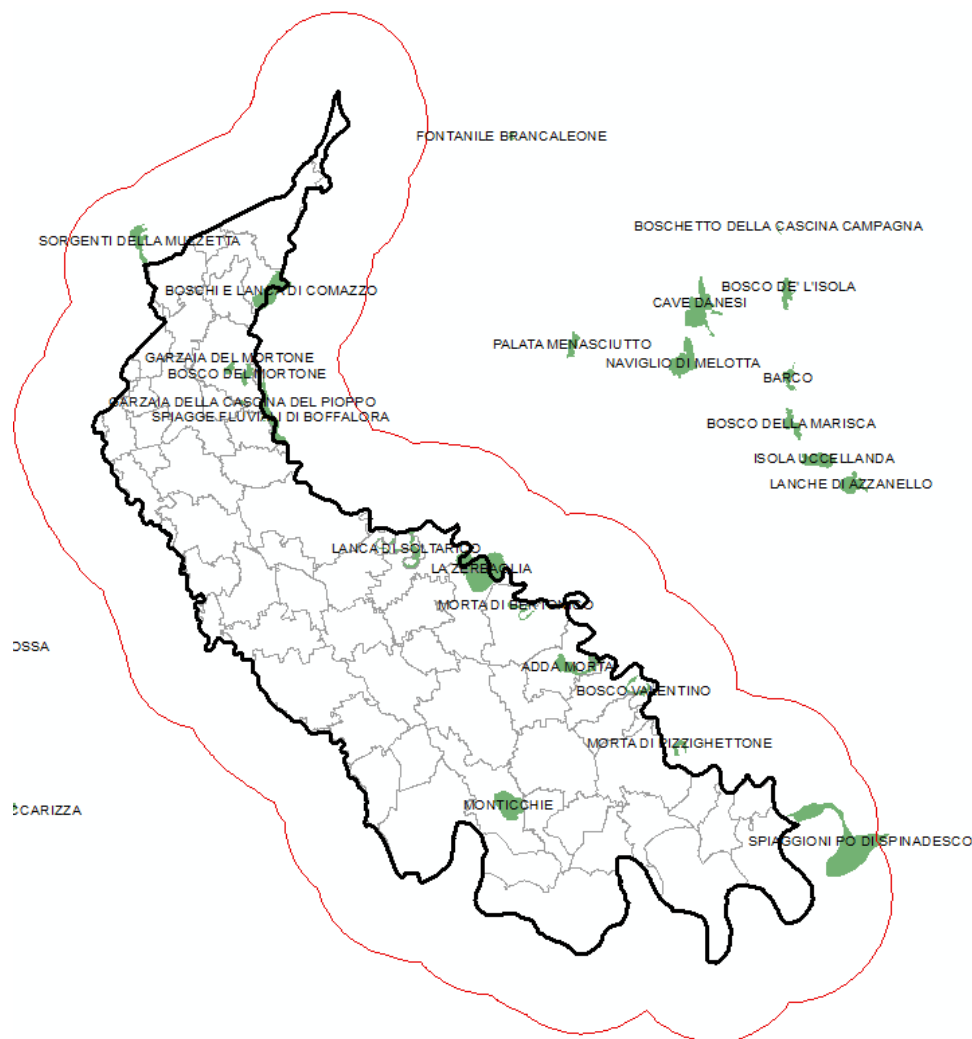 FONTANILE BRANCALEONE
BOSCHETTO DELLA CASCINA CAMPAGNA
SORGENTI DELLA MUZZETTA
BOSCHI E LANCA DI COMAZZO
BOSCO DE' L'ISOLA
CAVE DANESI
PALATA MENASCIUTTO
GARZAIA DEL MORTONE
NAVIGLIO DI MELOTTA
BOSCO DEL MORTONE
BARCO
GARZAIA DELLA CASCINA DEL PIOPPO
SPIAGGE FLUVIALI DI BOFFALORA
BOSCO DELLA MARISCA
ISOLA UCCELLANDA
LANCHE DI AZZANELLO
LANCA DI SOLTARICO
LA ZERBAGLIA
MORTA DI BERTONICO
OSSA
ADDA MORTA
BOSCO VALENTINO
MORTA DI PIZZIGHETTONE
MONTICCHIE
CARIZZA
SPIAGGIONI PO DI SPINADESCO